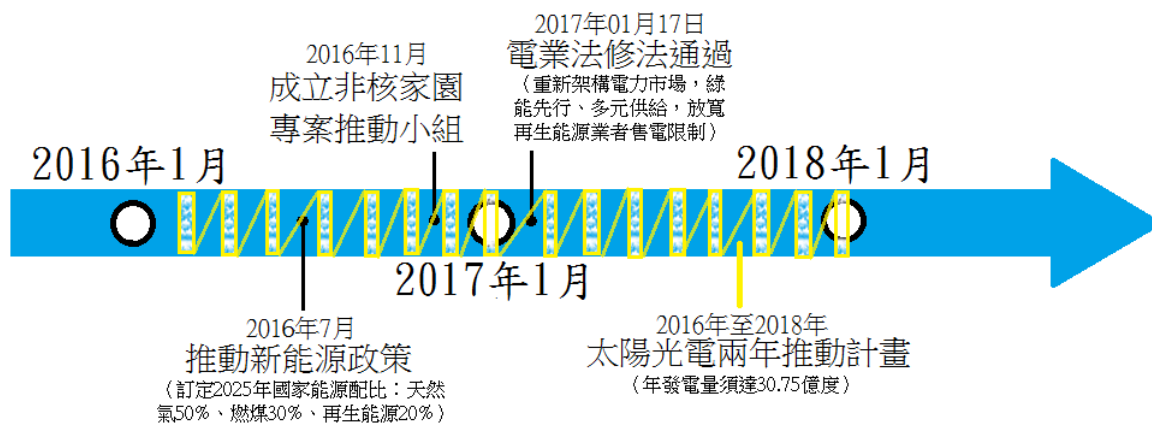 2017年01月17日
電業法修法通過
（重新架構電力市場，綠
能先行、多元供給，放寬
再生能源業者售電限制）
2016年11月
成立非核家園
專案推動小組
2016年1月
2018年1月
2017年1月
2016年7月
推動新能源政策
（訂定2025年國家能源配比：天然
氣50%、燃煤30%、再生能源20%）
2016年至2018年
太陽光電兩年推動計畫
（年發電量須達30.75億度）